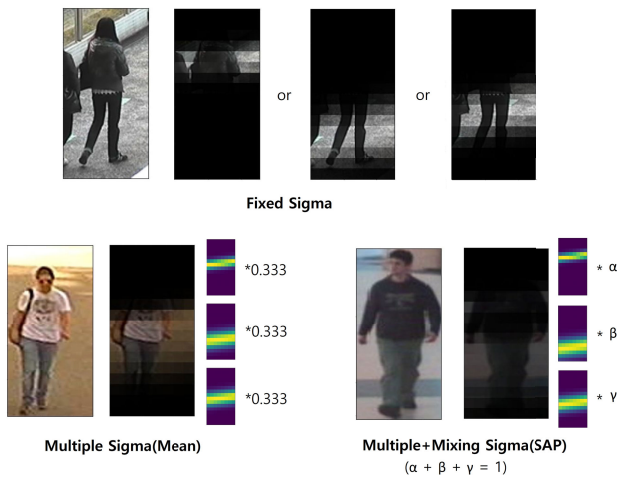 or
or
Fixed Sigma
*0.333
*0.333
*0.333
* α
* β
* γ
Multiple Sigma(Mean)
Multiple+Mixing Sigma(SAP)
(α + β + γ = 1)